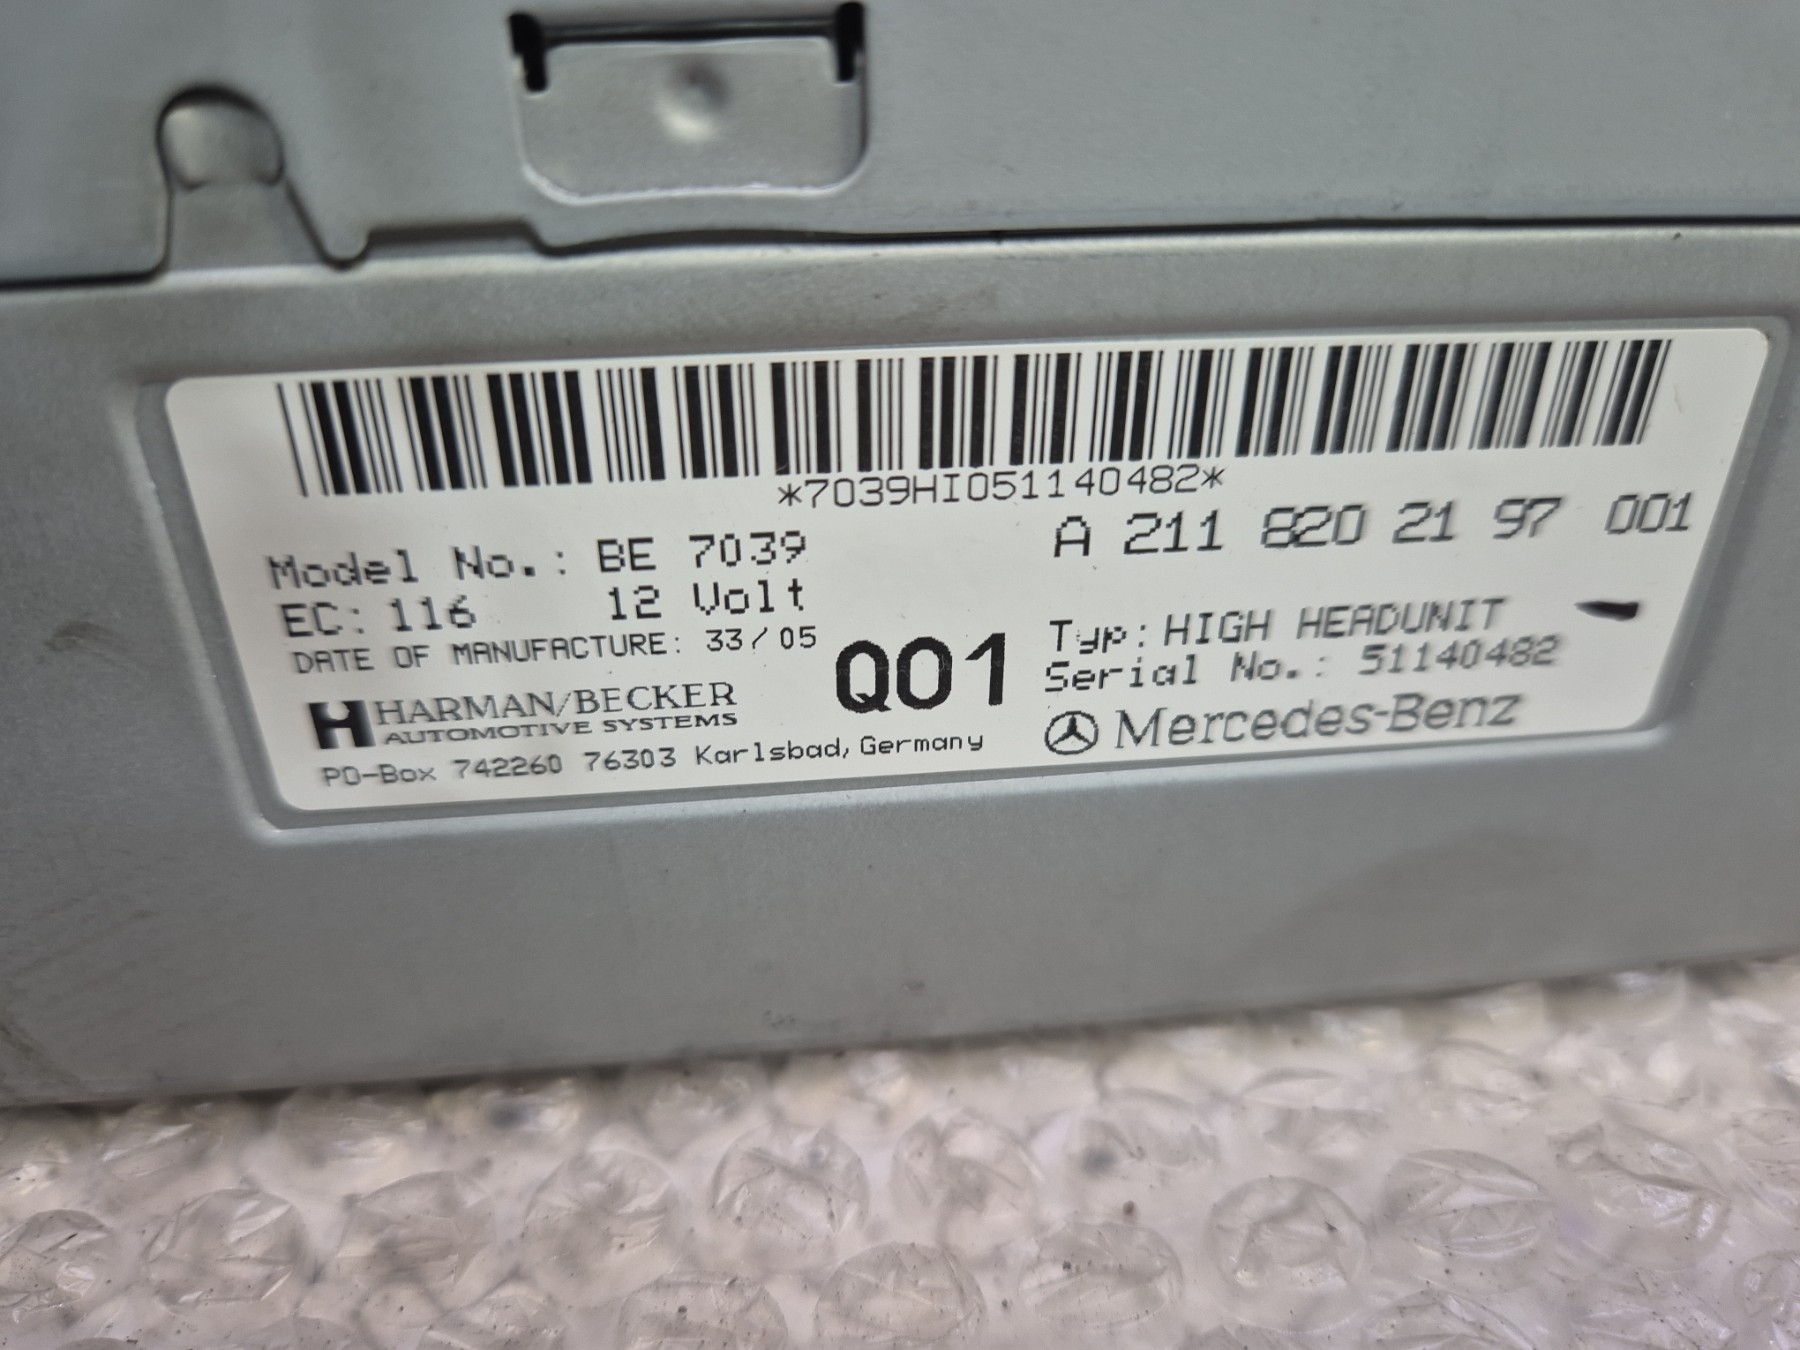 *7039HI051140482*
Model No.: BE 7039
A 211 820 21 97 001
EC: 116 12 Volt
DATE OF MANUFACTURE: 33/05
Q01
Typ: HIGH HEADUNIT
Serial No.: 51140482
HARMAN/BECKER
AUTOMOTIVE SYSTEMS
Mercedes-Benz
PO-Box 742260 76303 Karlsbad, Germany